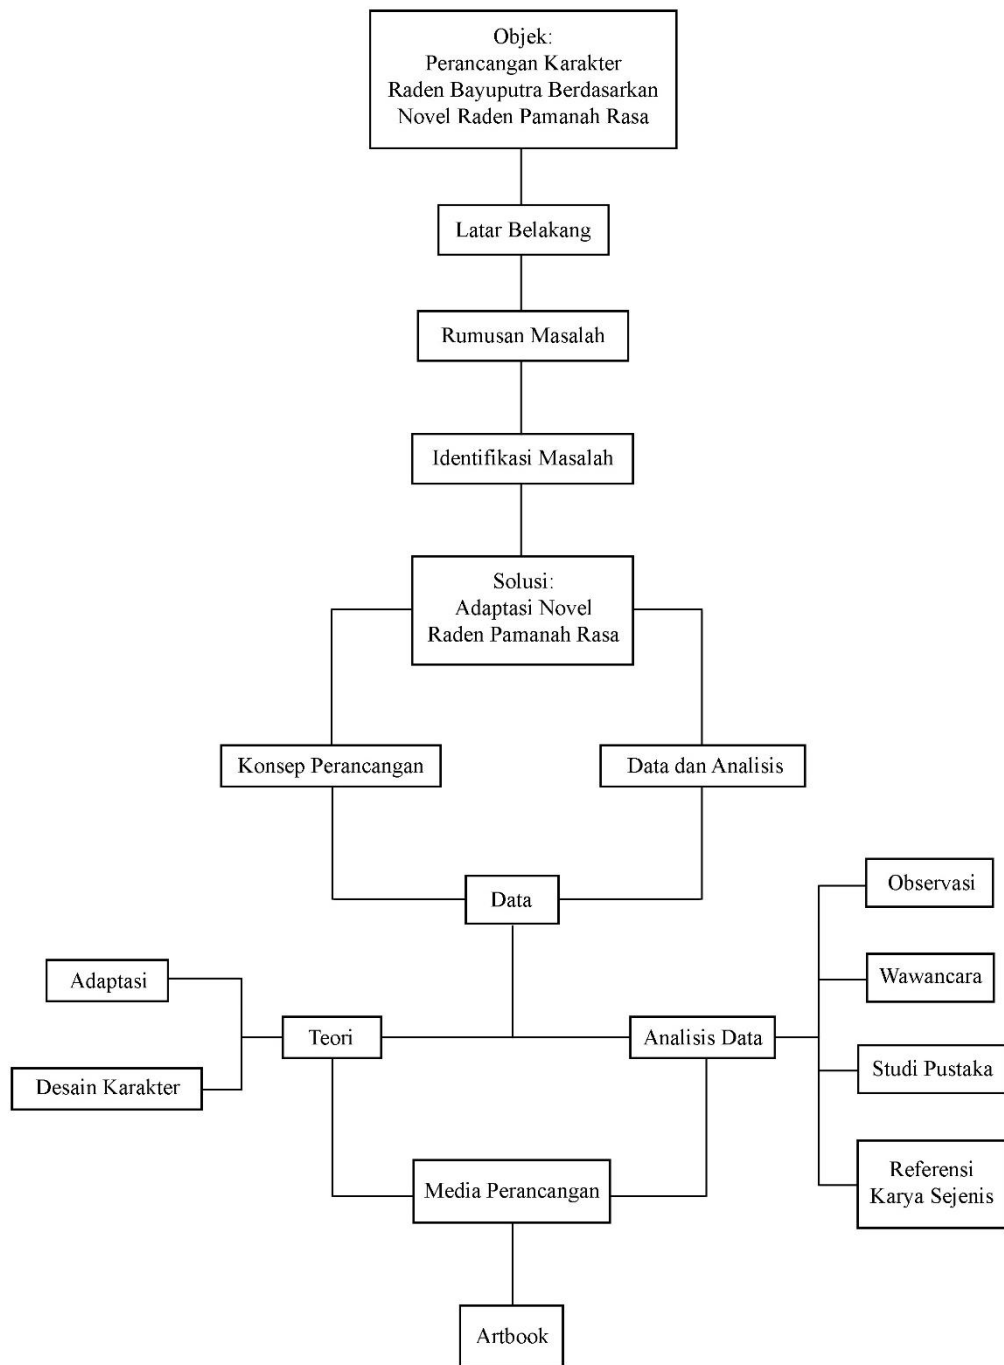 Objek:
Perancangan Karakter
Raden Bayuputra Berdasarkan
Novel Raden Pamanah Rasa
Latar Belakang
Rumusan Masalah
Identifikasi Masalah
Solusi:
Adaptasi Novel
Raden Pamanah Rasa
Konsep Perancangan
Data dan Analisis
Data
Observasi
Adaptasi
Wawancara
Teori
Analisis Data
Desain Karakter
Studi Pustaka
Media Perancangan
Referensi
Karya Sejenis
Artbook